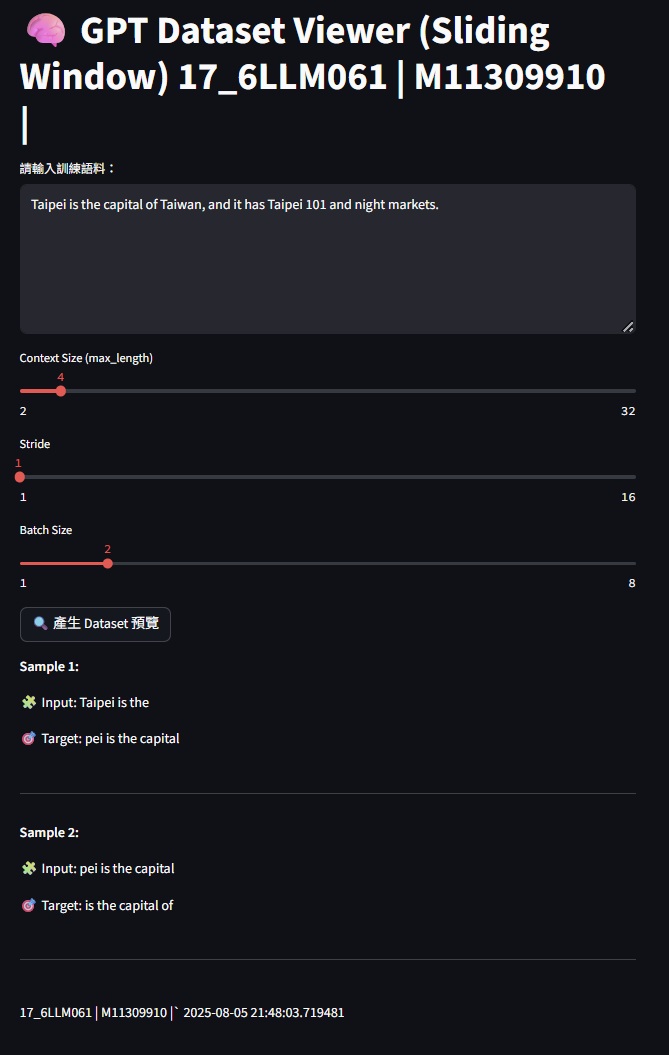 🧠 GPT Dataset Viewer (Sliding
Window) 17_6LLM061 | M11309910
|
請輸入訓練語料：
Taipei is the capital of Taiwan, and it has Taipei 101 and night markets.
Context Size (max_length)
4
2 32
Stride
1
1 16
Batch Size
2
1 8
🔍 產生 Dataset 預覽
Sample 1:
🧩 Input: Taipei is the
🎯 Target: pei is the capital
Sample 2:
🧩 Input: pei is the capital
🎯 Target: is the capital of
17_6LLM061 | M11309910 |` 2025-08-05 21:48:03.719481